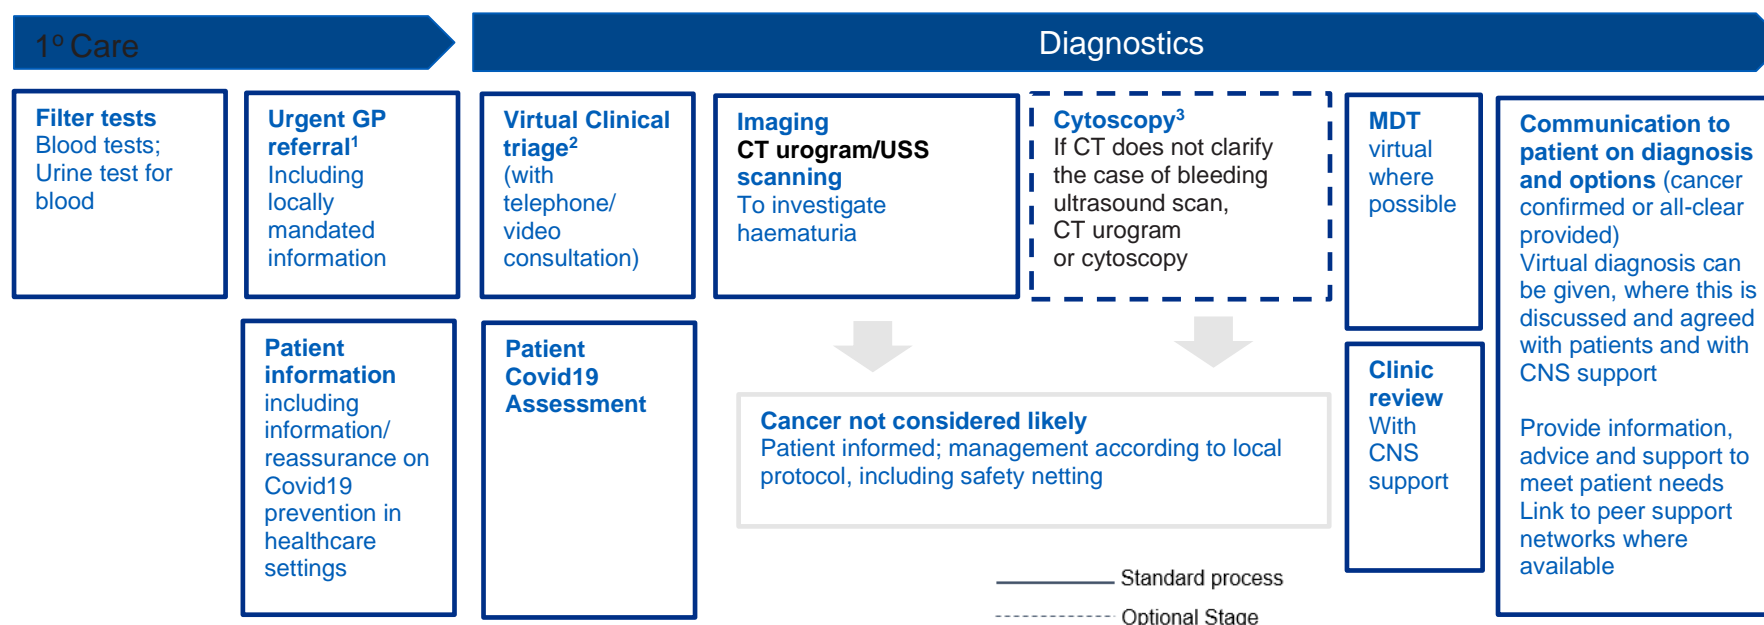 1º Care
Diagnostics
Filter tests
Blood tests;
Urine test for
blood
Urgent GP
referral¹
Including
locally
mandated
information
Patient
information
including
information/
reassurance on
Covid19
prevention in
healthcare
settings
Virtual Clinical
triage²
(with
telephone/
video
consultation)
Patient
Covid19
Assessment
Imaging
CT urogram/USS
scanning
To investigate
haematuria
Cytoscopy³
If CT does not clarify
the case of bleeding
ultrasound scan,
CT urogram
or cytoscopy
Cancer not considered likely
Patient informed; management according to local
protocol, including safety netting
MDT
virtual
where
possible
Clinic
review
With
CNS
support
Communication to
patient on diagnosis
and options (cancer
confirmed or all-clear
provided)
Virtual diagnosis can
be given, where this is
discussed and agreed
with patients and with
CNS support
Provide information,
advice and support to
meet patient needs
Link to peer support
networks where
available
Standard process
Optional Stage